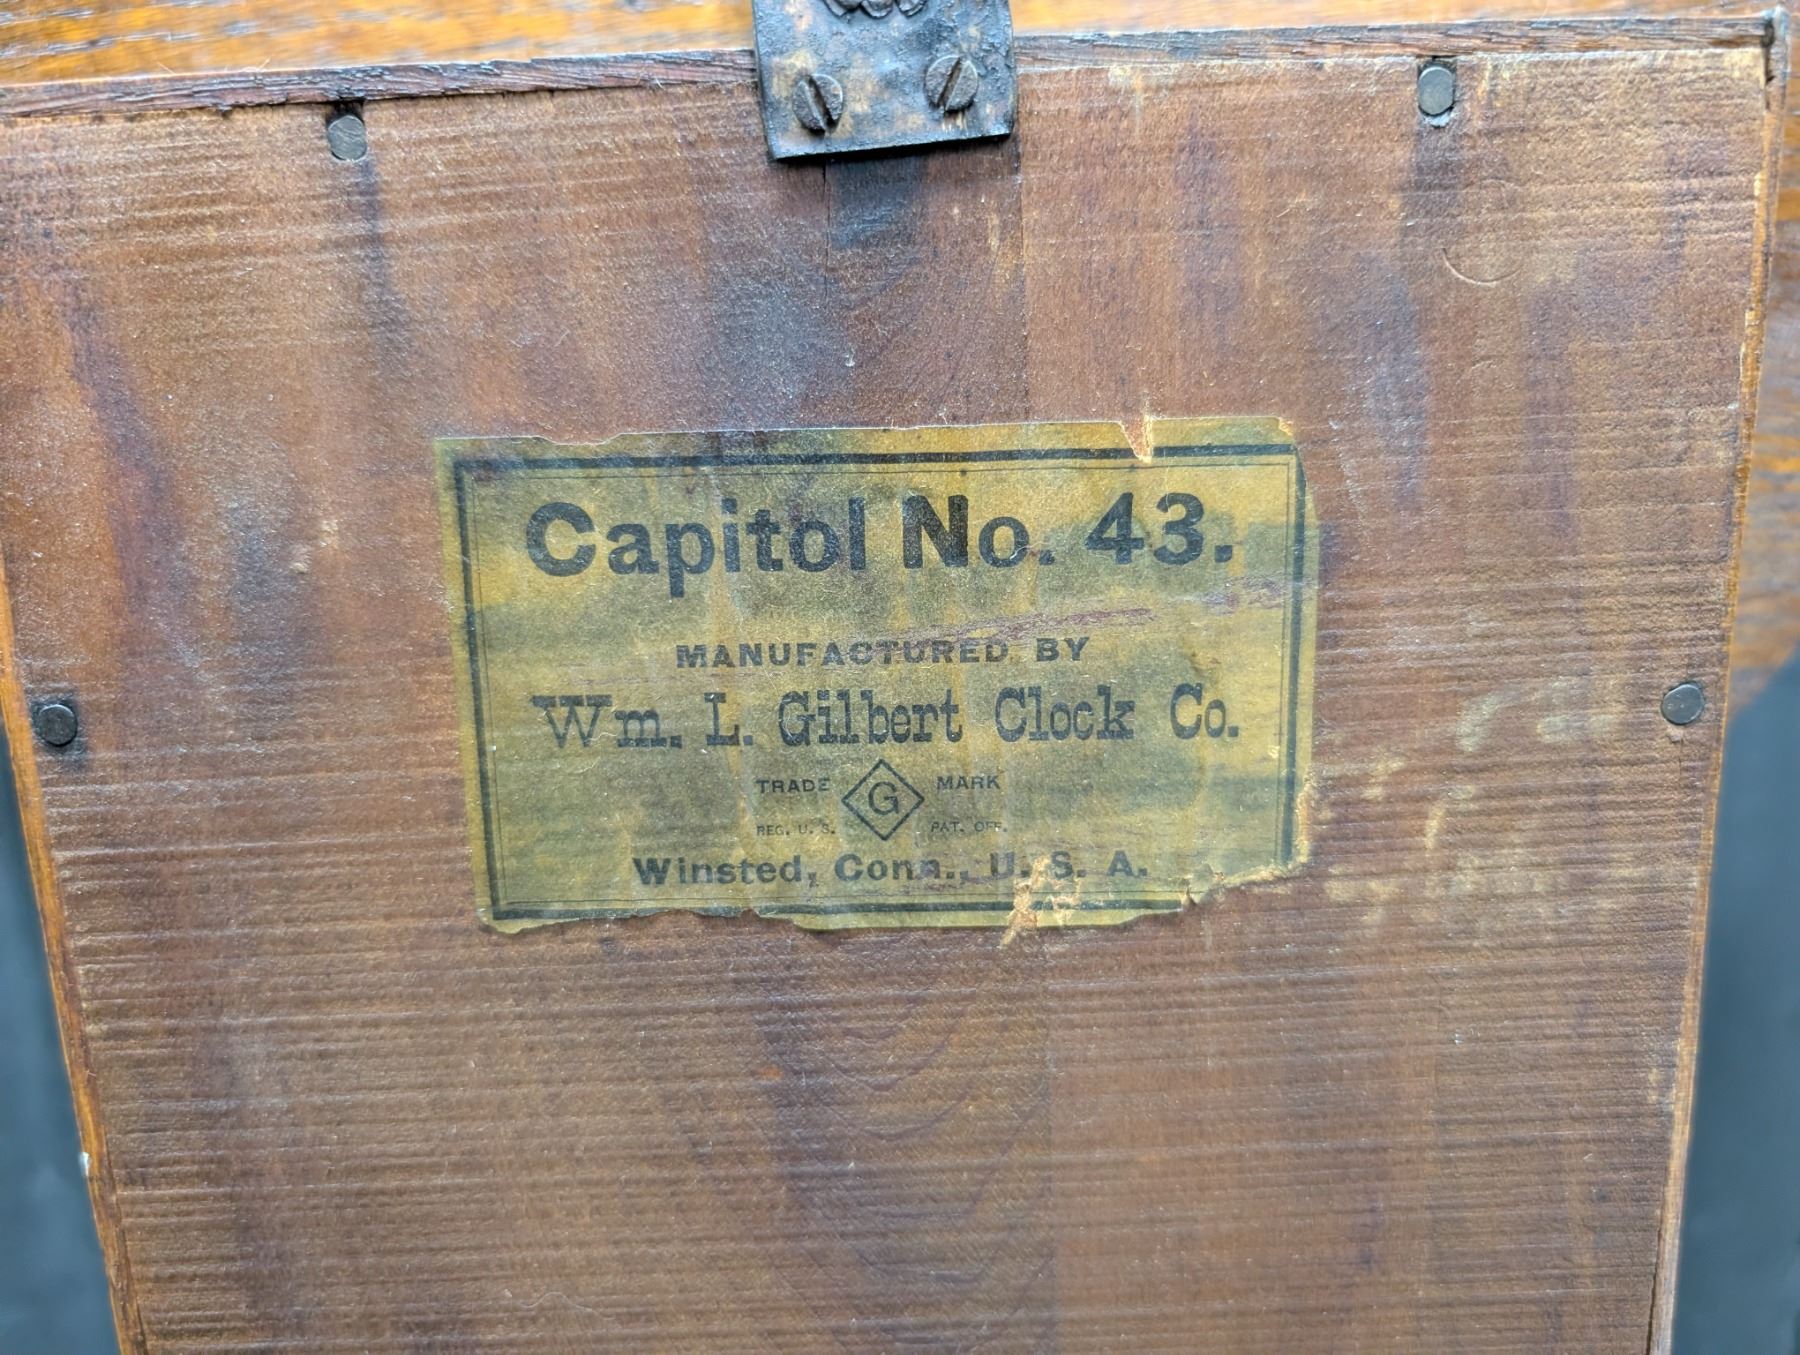 Capitol No. 43.
MANUFACTURED BY
Wm. L. Gilbert Clock Co.
TRADE G MARK
REG. U. S. PAT. OFF.
Winsted, Conn., U. S. A.